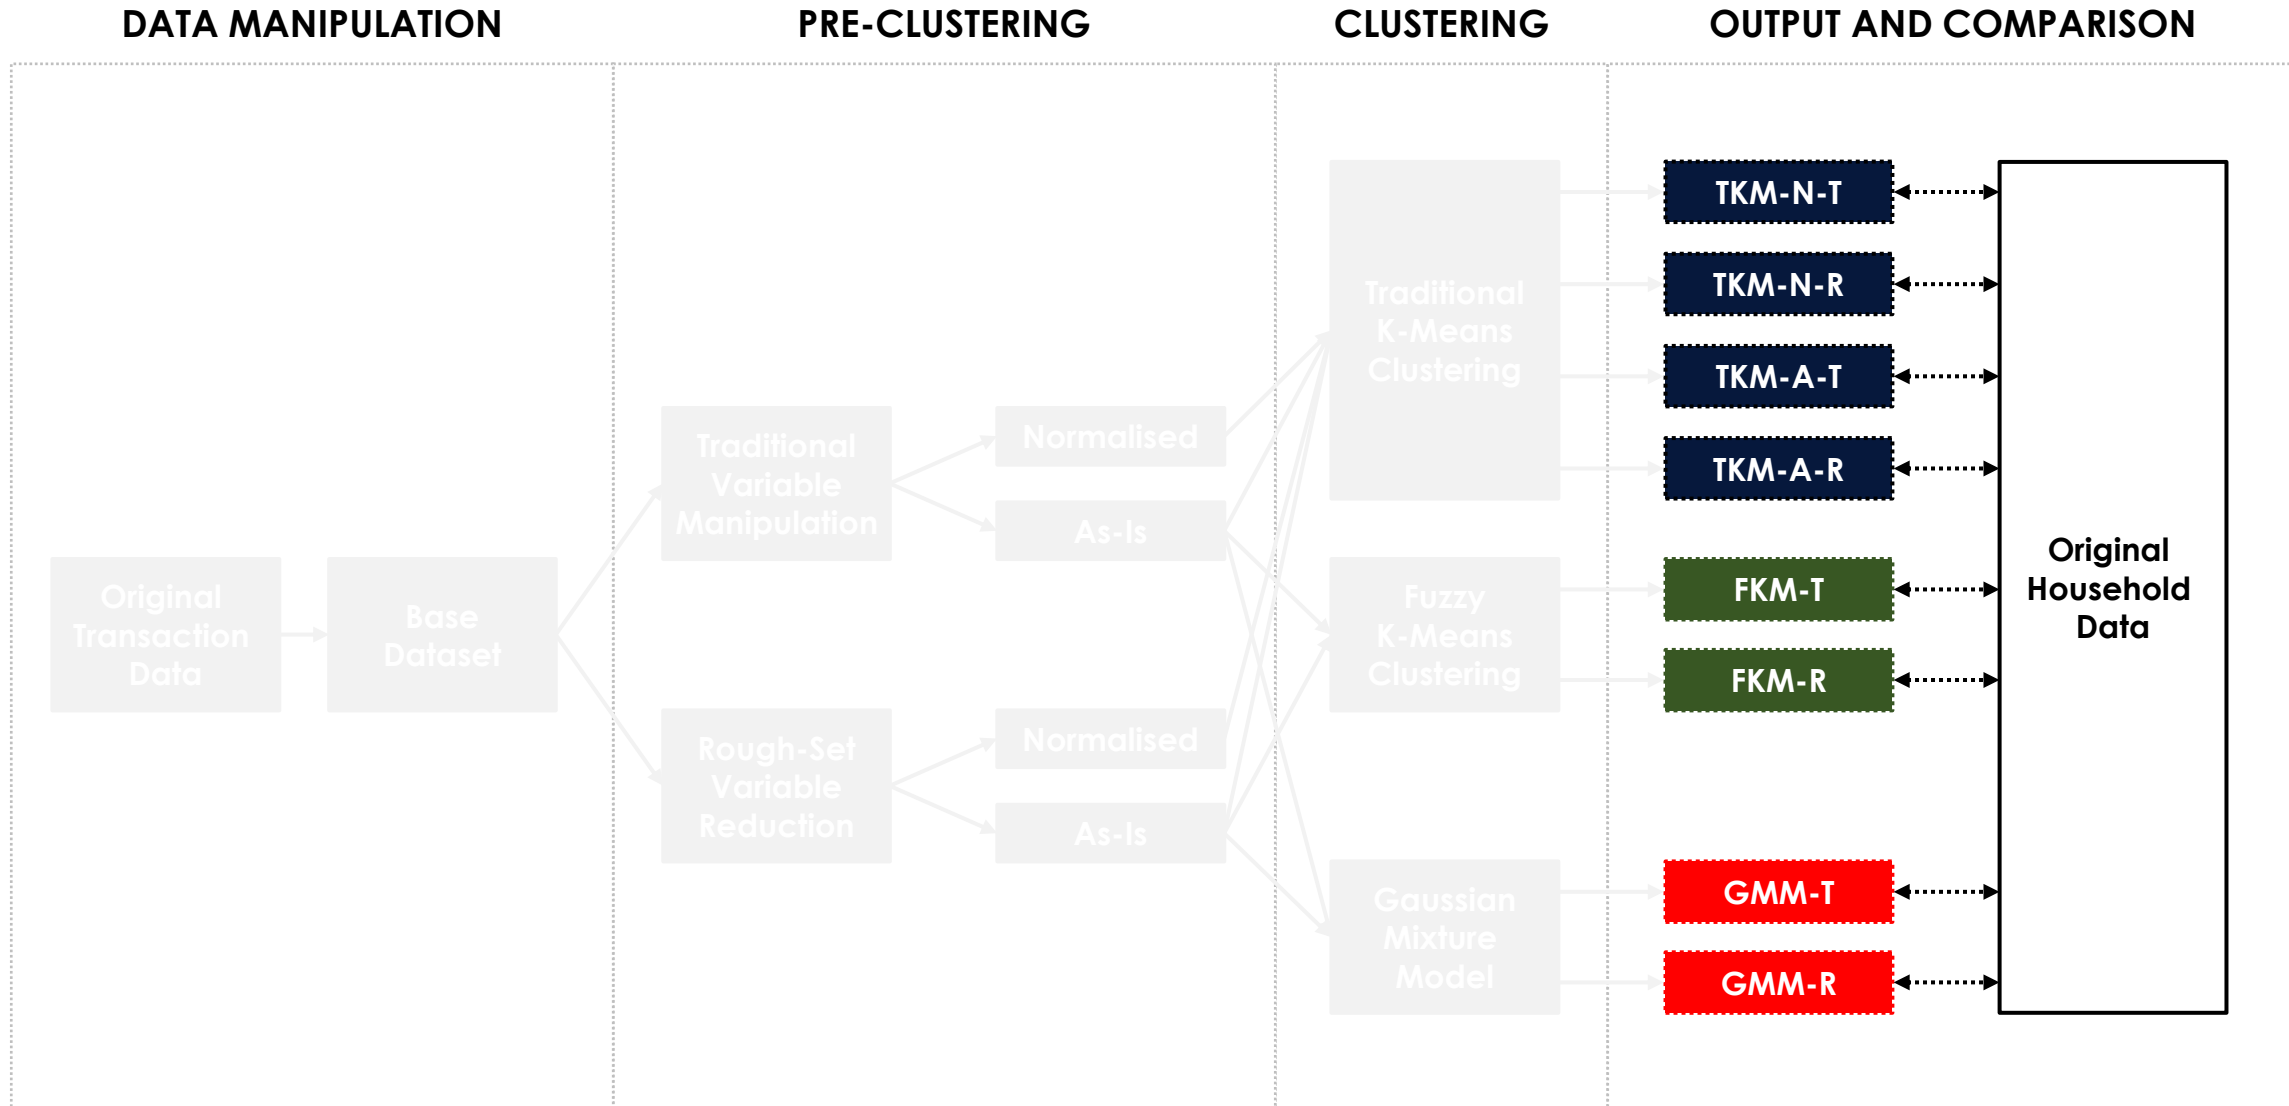 DATA MANIPULATION
PRE-CLUSTERING
CLUSTERING
OUTPUT AND COMPARISON
Original
Transaction
Data
Base
Dataset
Traditional
Variable
Manipulation
Normalised
As-Is
Rough-Set
Variable
Reduction
Normalised
As-Is
Traditional
K-Means
Clustering
Fuzzy
K-Means
Clustering
Gaussian
Mixture
Model
TKM-N-T
TKM-N-R
TKM-A-T
TKM-A-R
FKM-T
FKM-R
GMM-T
GMM-R
Original
Household
Data